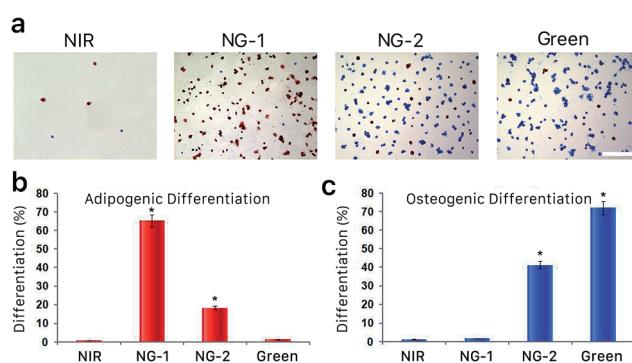 a
NIR NG-1 NG-2 Green
b
Adipogenic Differentiation
Differentiation (%)
80
70
60
50
40
30
20
10
0
*
*
NIR NG-1 NG-2 Green
c
Osteogenic Differentiation
Differentiation (%)
80
70
60
50
40
30
20
10
0
*
*
NIR NG-1 NG-2 Green